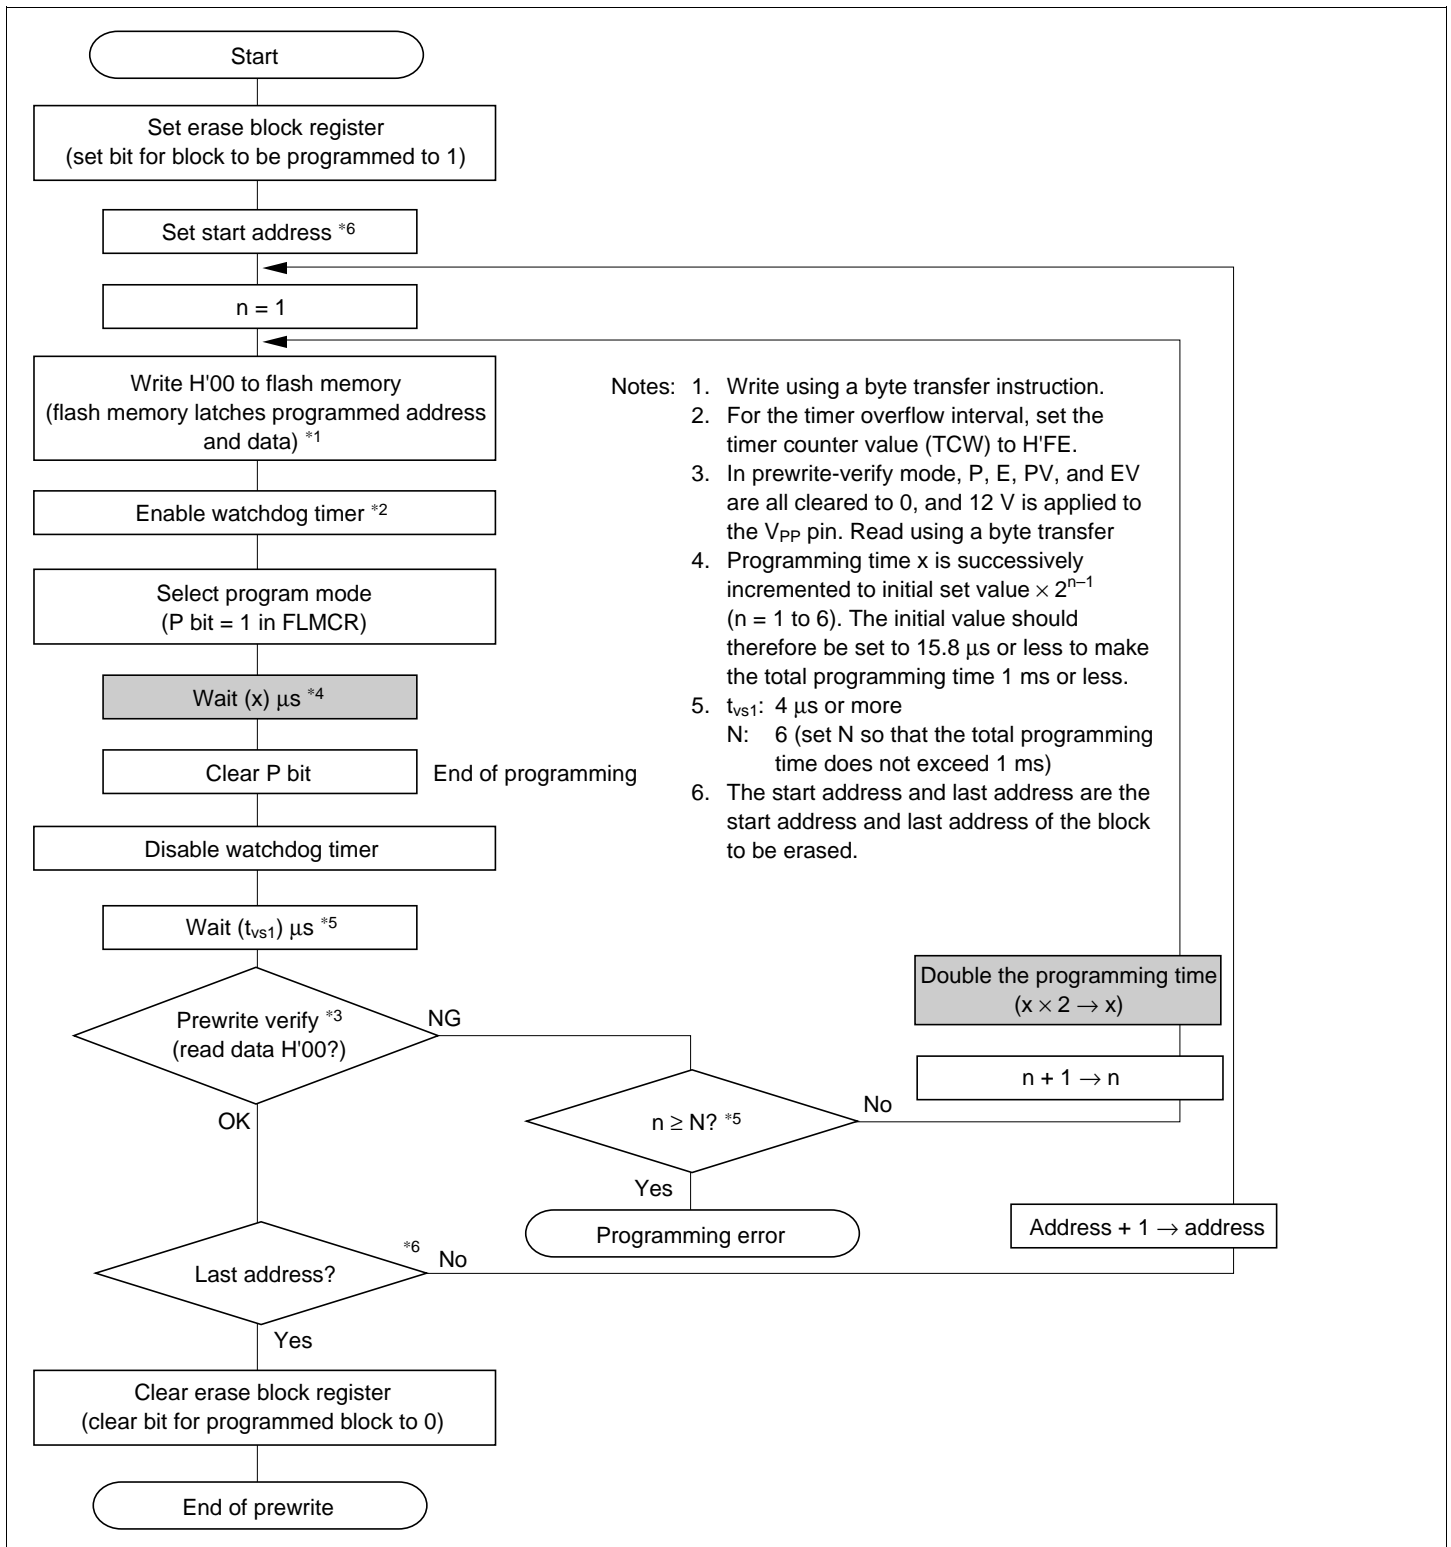 Start
Set erase block register
(set bit for block to be programmed to 1)
Set start address *6
n = 1
Write H'00 to flash memory
(flash memory latches programmed address
and data) *1
Enable watchdog timer *2
Select program mode
(P bit = 1 in FLMCR)
Wait (x) μs *4
Clear P bit
End of programming
Disable watchdog timer
Wait (tvs1) μs *5
Prewrite verify *3
(read data H'00?)
NG
OK
n ≥ N? *5
No
Yes
Programming error
n + 1 → n
Double the programming time
(x × 2 → x)
Last address?
*6
No
Address + 1 → address
Yes
Clear erase block register
(clear bit for programmed block to 0)
End of prewrite
Notes: 1. Write using a byte transfer instruction.
2. For the timer overflow interval, set the
timer counter value (TCW) to H'FE.
3. In prewrite-verify mode, P, E, PV, and EV
are all cleared to 0, and 12 V is applied to
the VPP pin. Read using a byte transfer
4. Programming time x is successively
incremented to initial set value × 2^n–1
(n = 1 to 6). The initial value should
therefore be set to 15.8 μs or less to make
the total programming time 1 ms or less.
5. tvs1: 4 μs or more
N: 6 (set N so that the total programming
time does not exceed 1 ms)
6. The start address and last address are the
start address and last address of the block
to be erased.